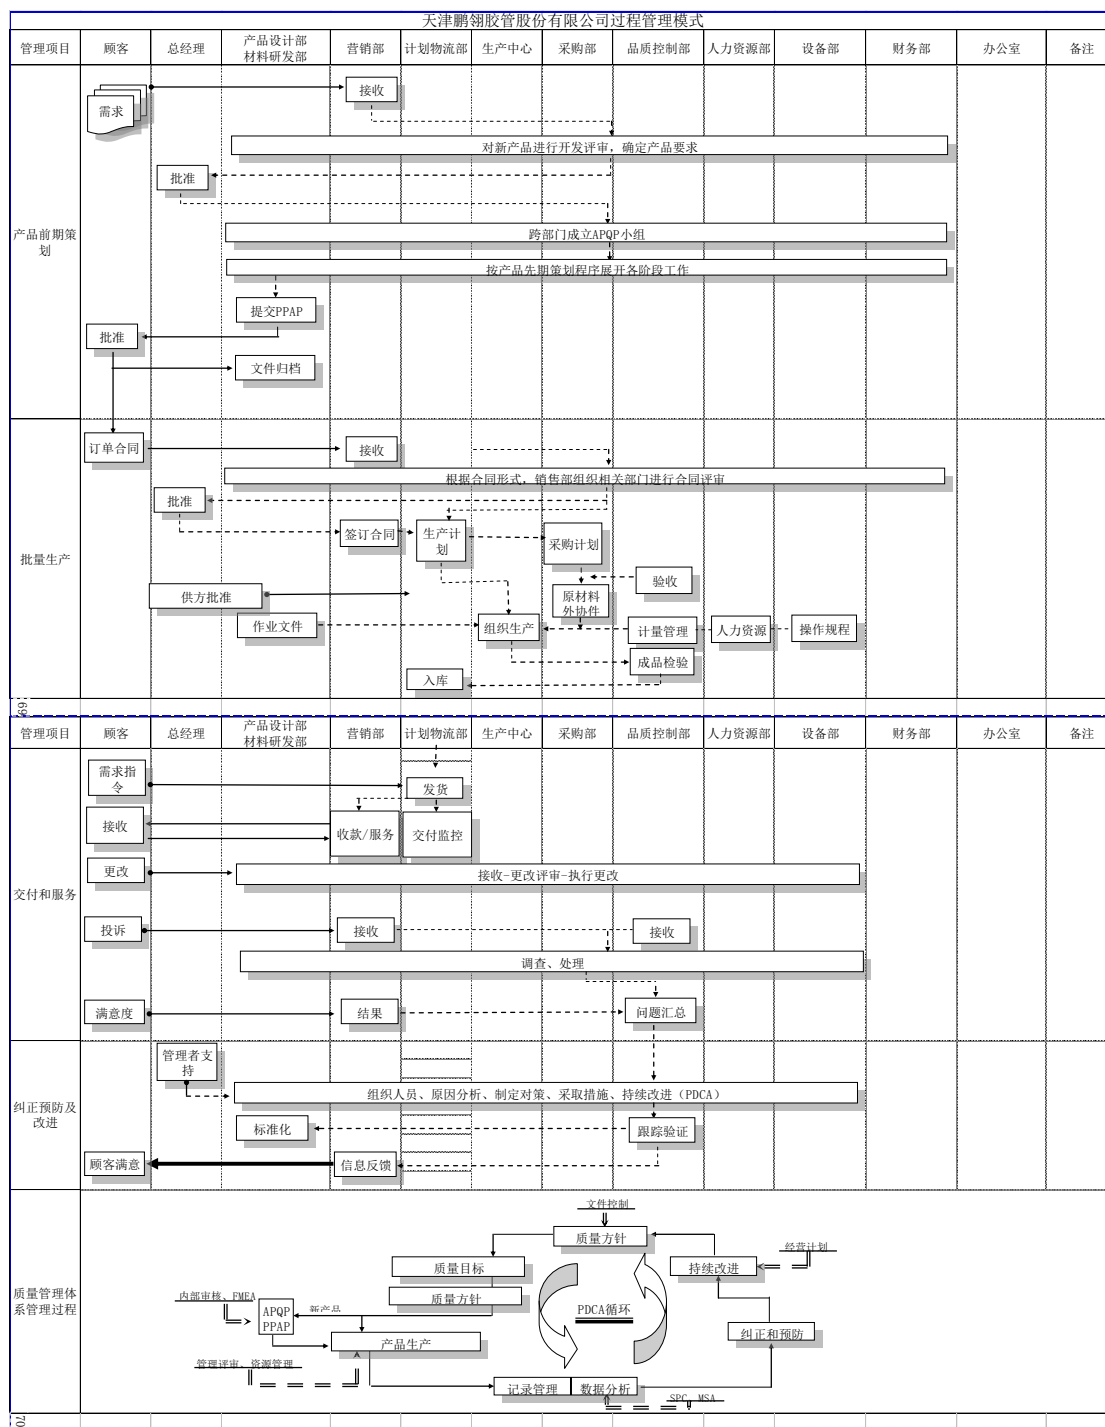 天津鹏翎胶管股份有限公司过程管理模式
管理项目 顾客 总经理 产品设计部 营销部 计划物流部 生产中心 采购部 品质控制部 人力资源部 设备部 财务部 办公室 备注
材料研发部
需求
接收
对新产品进行开发评审，确定产品要求
批准
产品前期策
划
跨部门成立APQP小组
按产品先期策划程序展开各阶段工作
提交PPAP
批准
文件归档
订单合同
接收
根据合同形式，销售部组织相关部门进行合同评审
批准
签订合同
生产计
划
采购计划
批量生产
验收
供方批准
原材料
外协件
作业文件
组织生产
计量管理
人力资源
操作规程
成品检验
入库
69
管理项目 顾客 总经理 产品设计部 营销部 计划物流部 生产中心 采购部 品质控制部 人力资源部 设备部 财务部 办公室 备注
材料研发部
需求指
令
发货
接收
收款/服务
交付监控
更改
接收-更改评审-执行更改
交付和服务
投诉
接收
接收
调查、处理
满意度
结果
问题汇总
管理者支
持
组织人员、原因分析、制定对策、采取措施、持续改进（PDCA）
纠正预防及
改进
标准化
跟踪验证
顾客满意
信息反馈
文件控制
质量方针
经营计划
质量目标
持续改进
质量管理体
系管理过程
质量方针
内部审核、FMEA
APQP
PPAP
新产品
PDCA循环
产品生产
纠正和预防
管理评审、资源管理
记录管理
数据分析
SPC、MSA
70